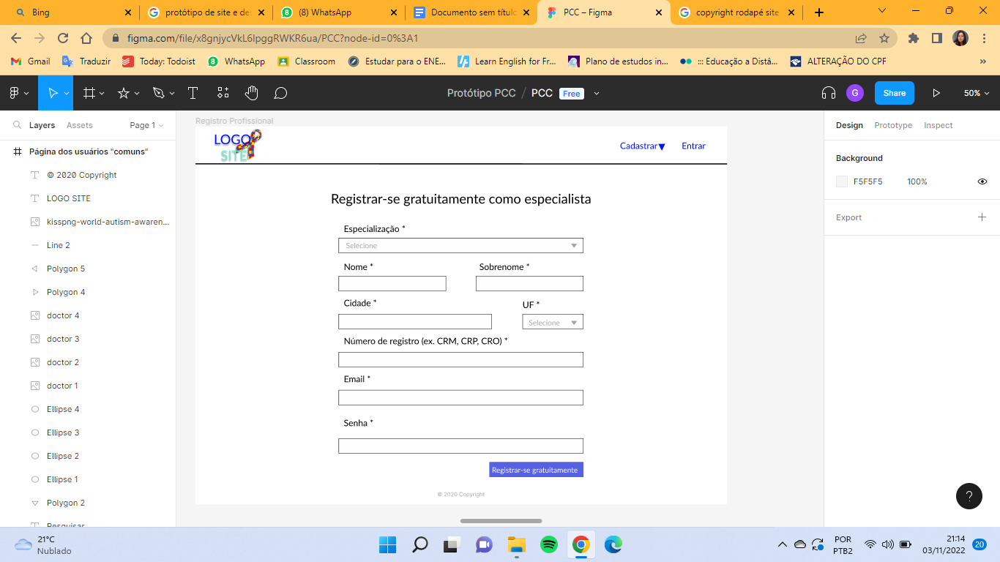 Bing
protótipo de site e de
(8) WhatsApp
Documento sem títul
PCC – Figma
copyright rodapé site
figma.com/file/x8gnjycVkL6IpggRWKR6ua/PCC?node-id=0%3A1
Gmail
Traduzir
Today: Todoist
WhatsApp
Classroom
Estudar para o ENE...
Learn English for Fr...
Plano de estudos in...
::: Educação a Distâ...
ALTERAÇÃO DO CPF
»
Protótipo PCC / PCC Free
G
Share
50%
Layers
Assets
Page 1
Página dos usuários "comuns"
© 2020 Copyright
LOGO SITE
kisspng-world-autism-awaren...
Line 2
Polygon 5
Polygon 4
doctor 4
doctor 3
doctor 2
doctor 1
Ellipse 4
Ellipse 3
Ellipse 2
Ellipse 1
Polygon 2
Pesquisar
Registro Profissional
LOGO
SITE
Cadastrar
Entrar
Registrar-se gratuitamente como especialista
Especialização *
Selecione
Nome *
Sobrenome *
Cidade *
UF *
Selecione
Número de registro (ex. CRM, CRP, CRO) *
Email *
Senha *
Registrar-se gratuitamente
© 2020 Copyright
Design
Prototype
Inspect
Background
F5F5F5
100%
Export
?
21°C
Nublado
POR
PTB2
21:14
03/11/2022
20